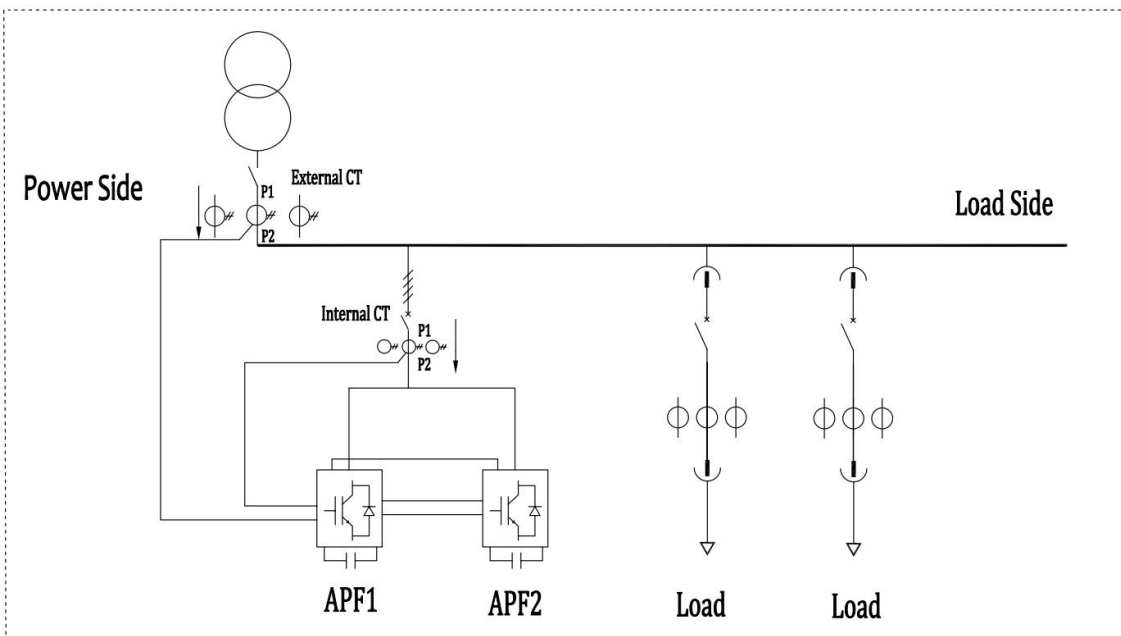 External CT
Power Side
P1
Load Side
P2
Internal CT
P1
P2
APF1
APF2
Load
Load